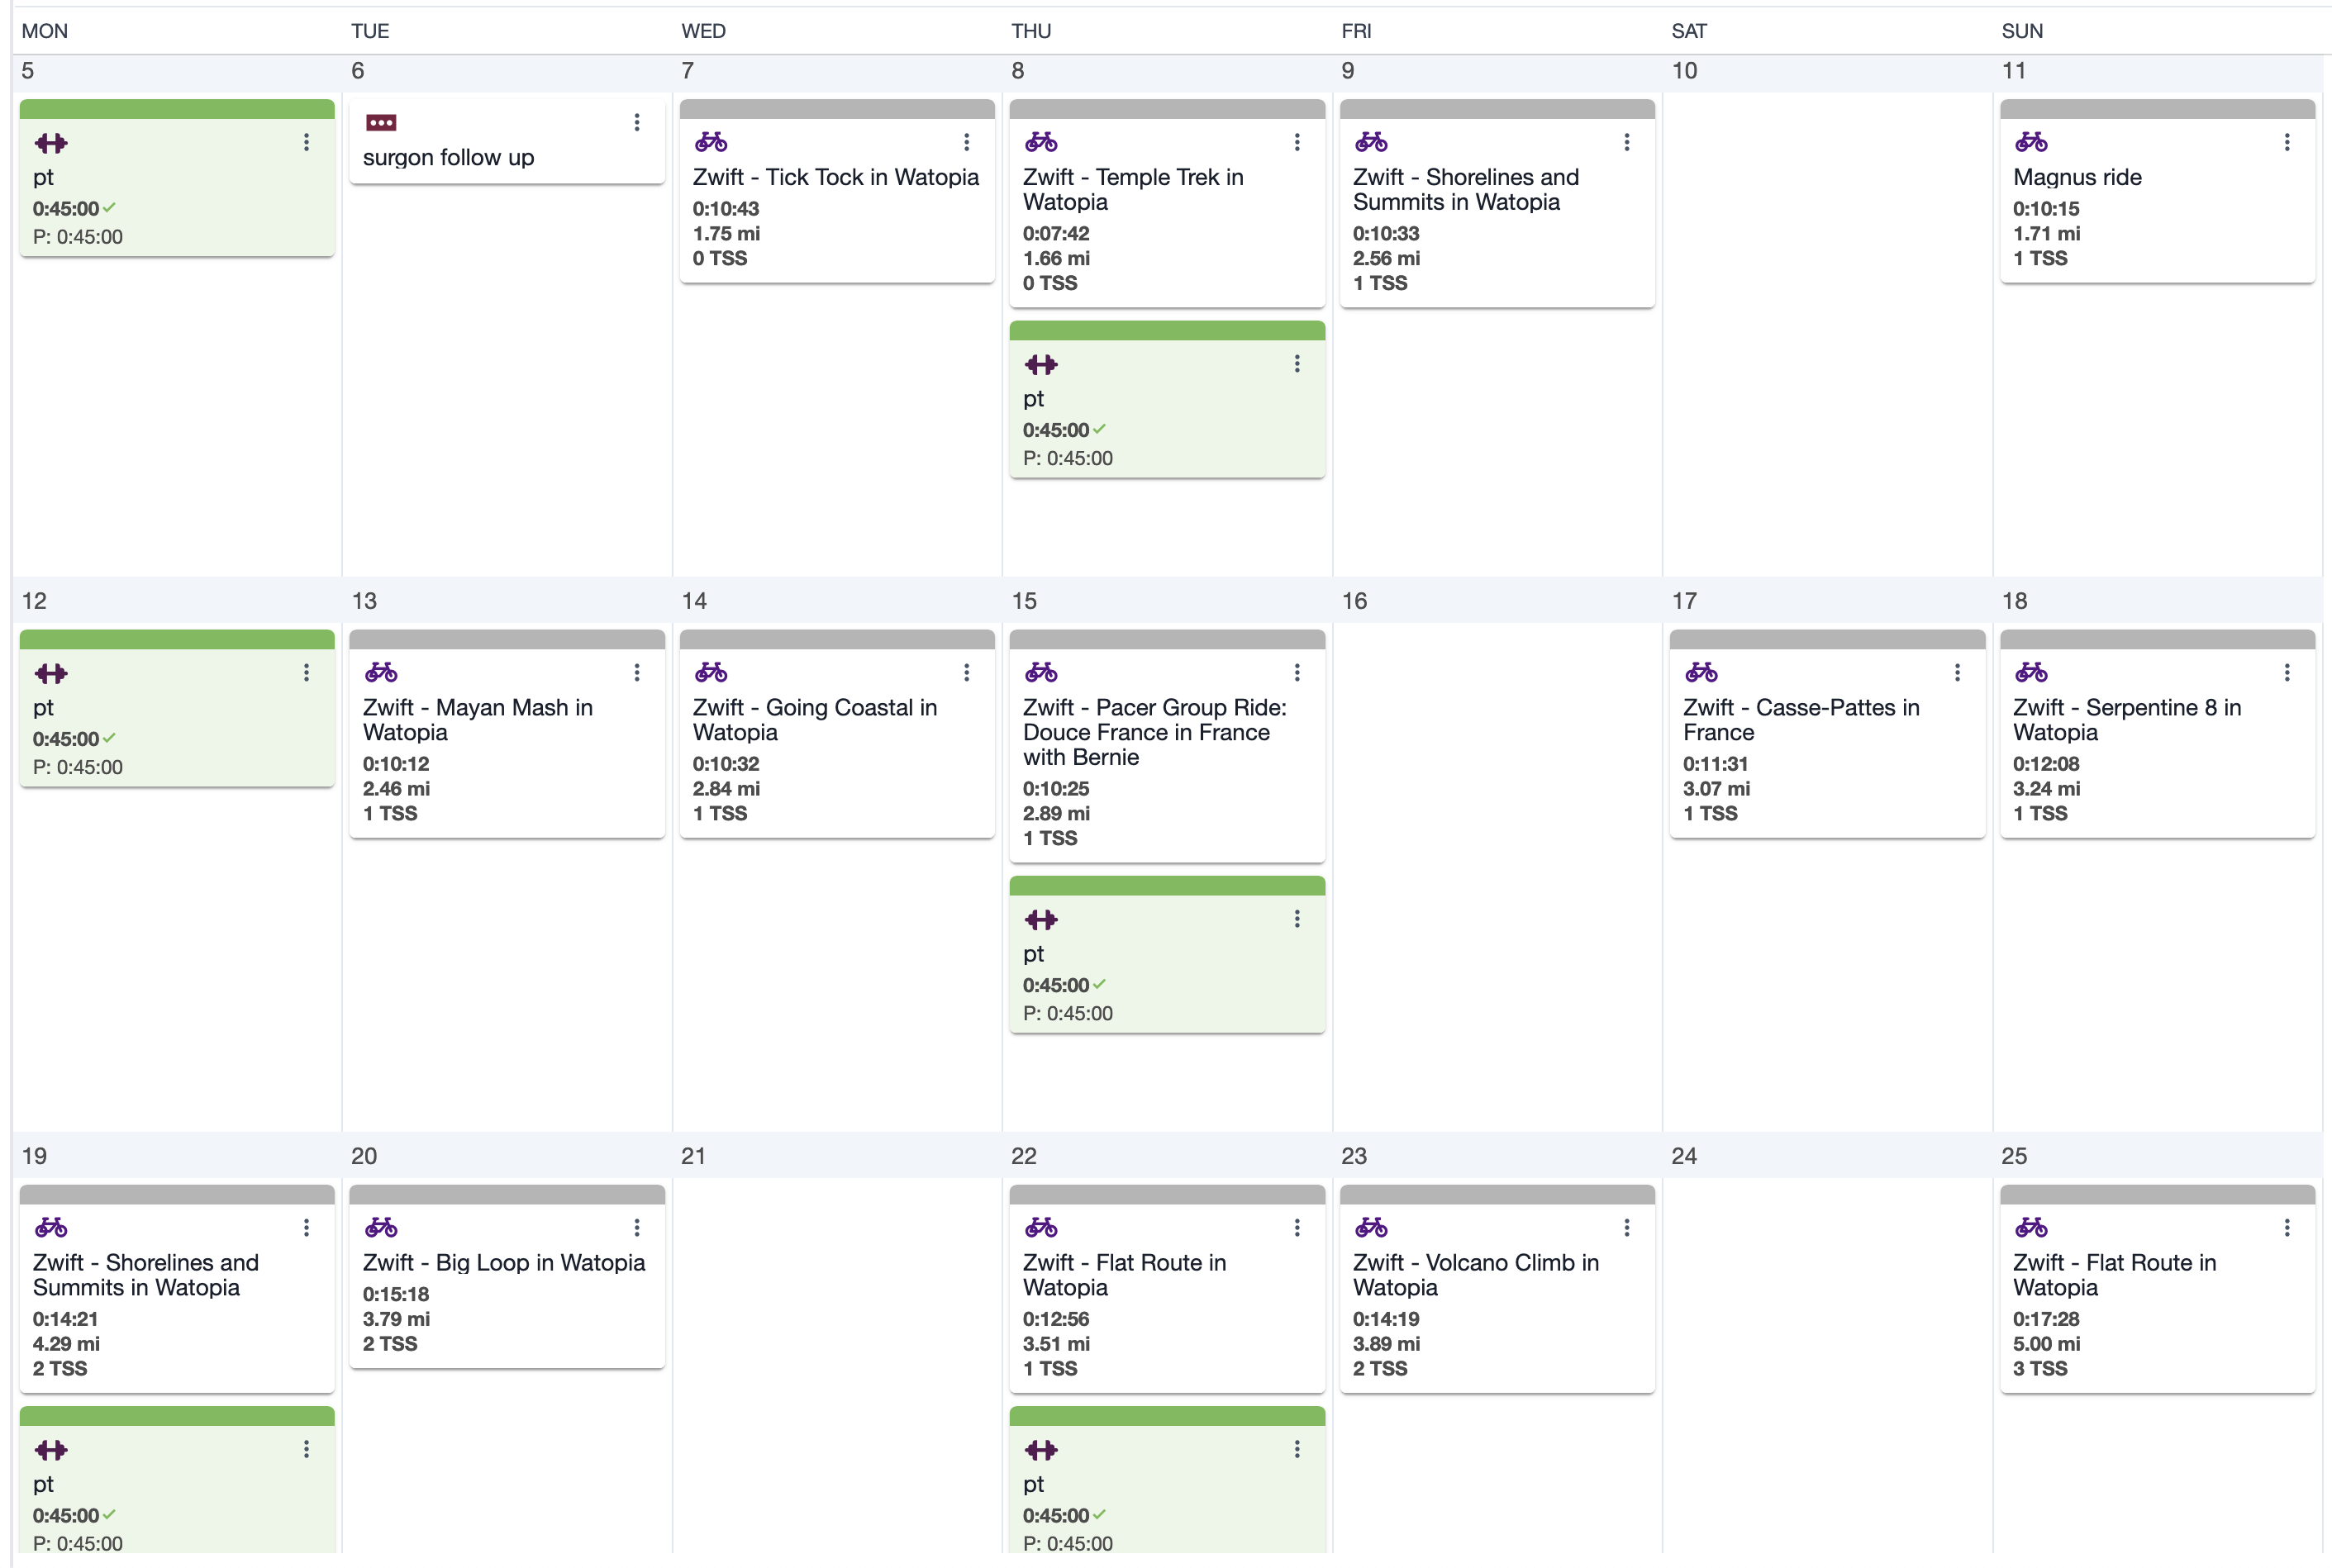 MON TUE WED THU FRI SAT SUN
5 6 7 8 9 10 11
pt
0:45:00
P: 0:45:00
surgon follow up
Zwift - Tick Tock in Watopia
0:10:43
1.75 mi
0 TSS
Zwift - Temple Trek in
Watopia
0:07:42
1.66 mi
0 TSS
pt
0:45:00
P: 0:45:00
Zwift - Shorelines and
Summits in Watopia
0:10:33
2.56 mi
1 TSS
Magnus ride
0:10:15
1.71 mi
1 TSS
12 13 14 15 16 17 18
pt
0:45:00
P: 0:45:00
Zwift - Mayan Mash in
Watopia
0:10:12
2.46 mi
1 TSS
Zwift - Going Coastal in
Watopia
0:10:32
2.84 mi
1 TSS
Zwift - Pacer Group Ride:
Douce France in France
with Bernie
0:10:25
2.89 mi
1 TSS
pt
0:45:00
P: 0:45:00
Zwift - Casse-Pattes in
France
0:11:31
3.07 mi
1 TSS
Zwift - Serpentine 8 in
Watopia
0:12:08
3.24 mi
1 TSS
19 20 21 22 23 24 25
Zwift - Shorelines and
Summits in Watopia
0:14:21
4.29 mi
2 TSS
pt
0:45:00
P: 0:45:00
Zwift - Big Loop in Watopia
0:15:18
3.79 mi
2 TSS
Zwift - Flat Route in
Watopia
0:12:56
3.51 mi
1 TSS
pt
0:45:00
P: 0:45:00
Zwift - Volcano Climb in
Watopia
0:14:19
3.89 mi
2 TSS
Zwift - Flat Route in
Watopia
0:17:28
5.00 mi
3 TSS